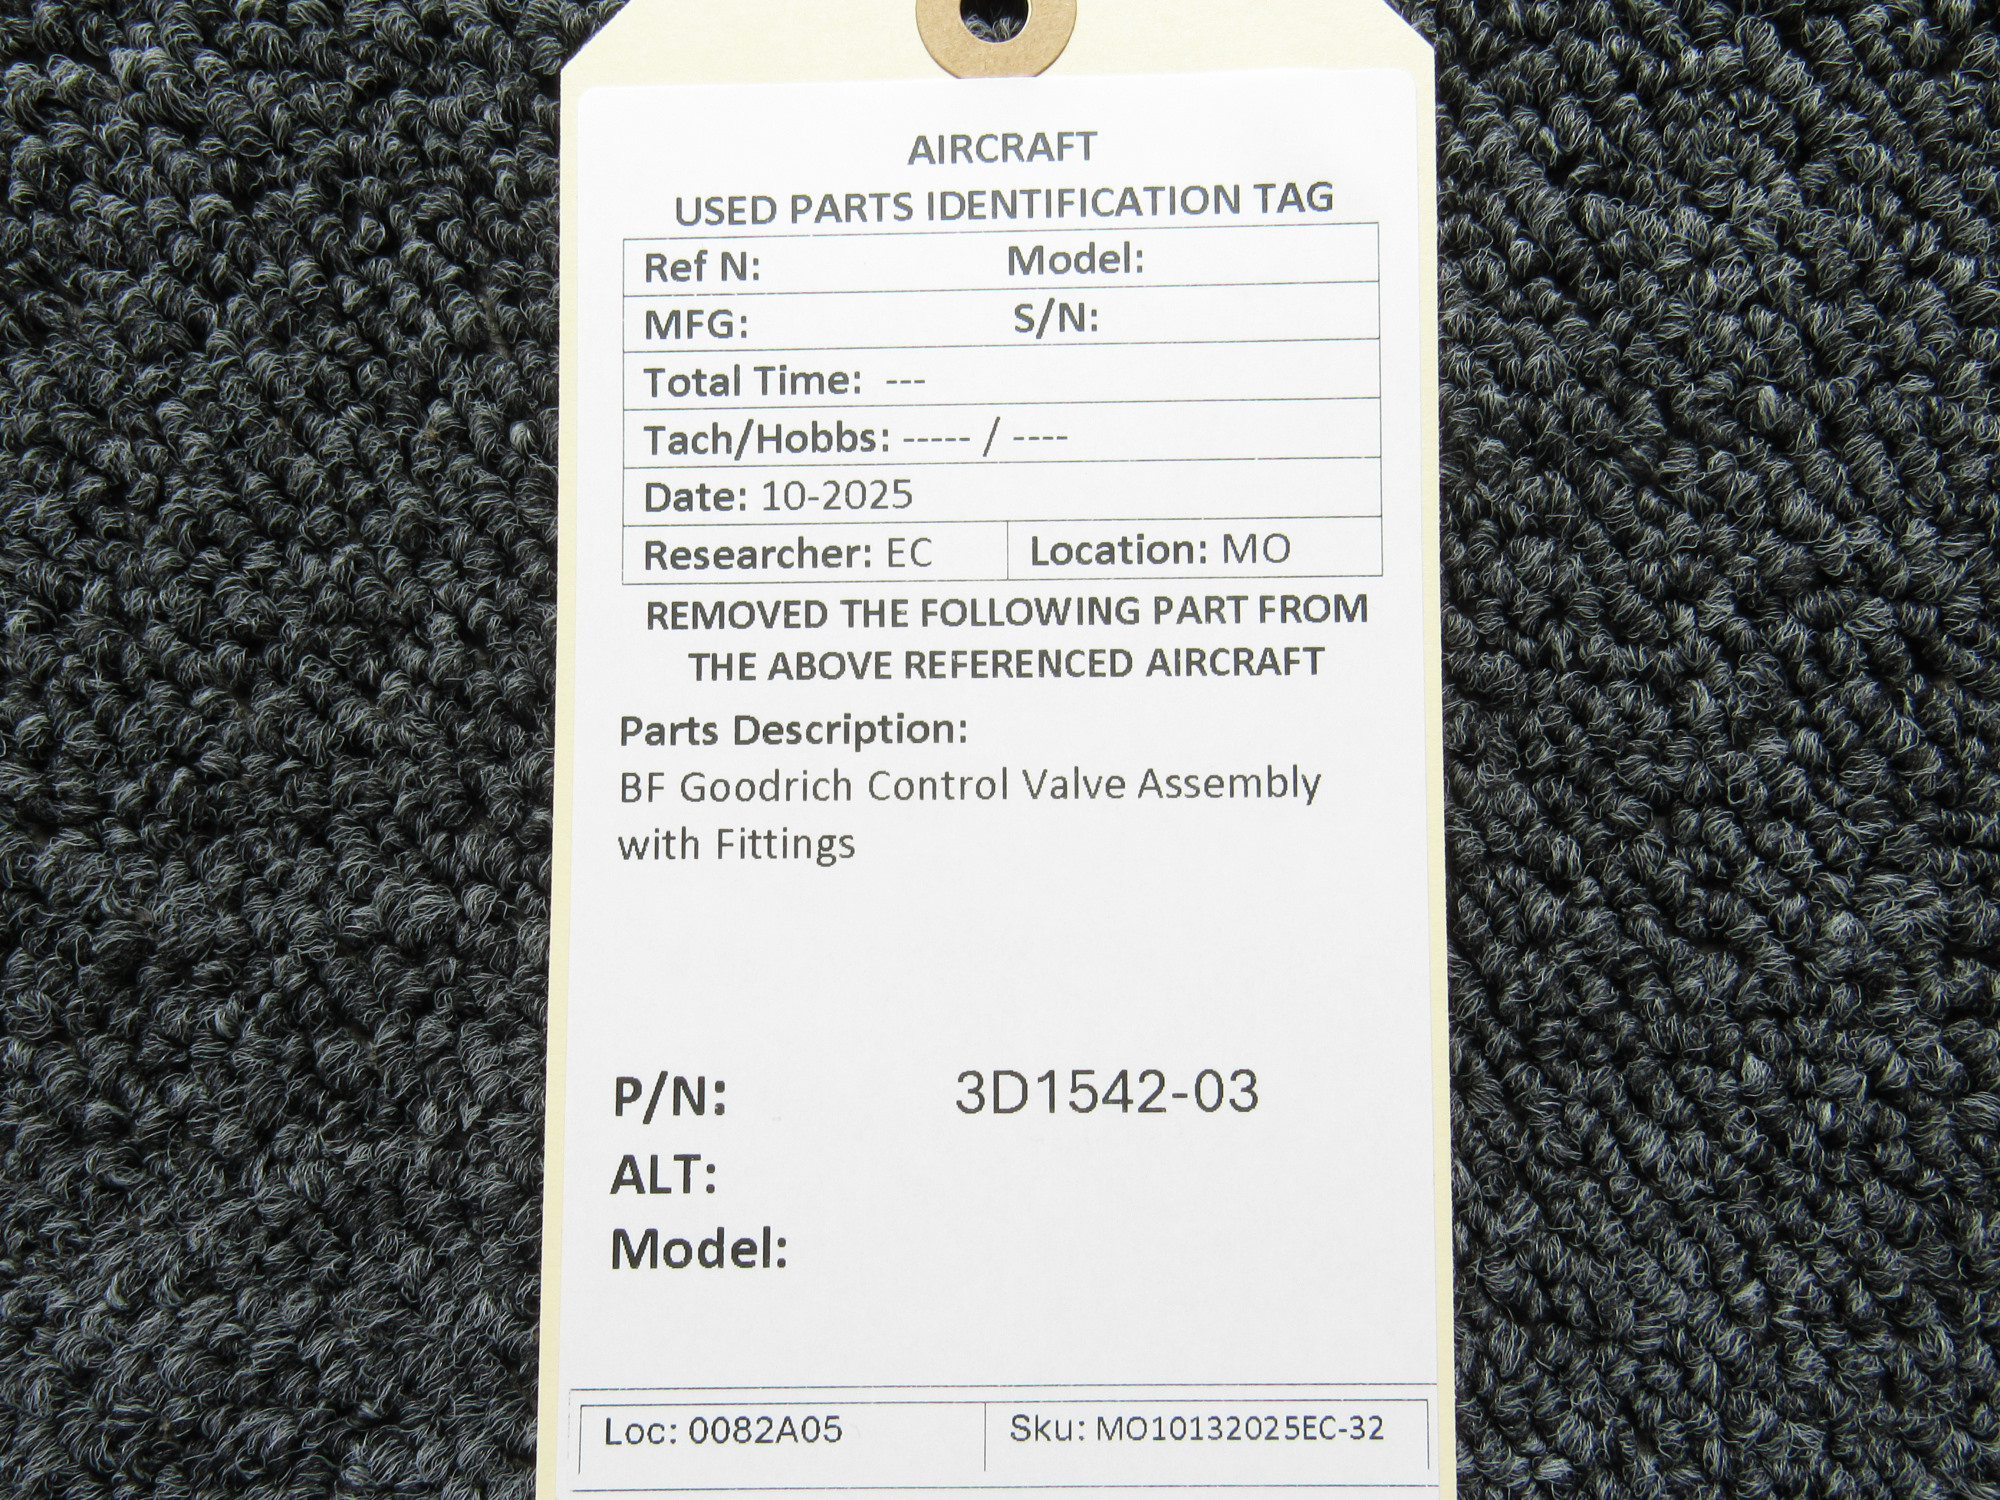 AIRCRAFT
USED PARTS IDENTIFICATION TAG
Ref N: Model:
MFG: S/N:
Total Time: ---
Tach/Hobbs: ----- / ----
Date: 10-2025
Researcher: EC Location: MO
REMOVED THE FOLLOWING PART FROM
THE ABOVE REFERENCED AIRCRAFT
Parts Description:
BF Goodrich Control Valve Assembly
with Fittings
P/N: 3D1542-03
ALT:
Model:
Loc: 0082A05 Sku: MO10132025EC-32